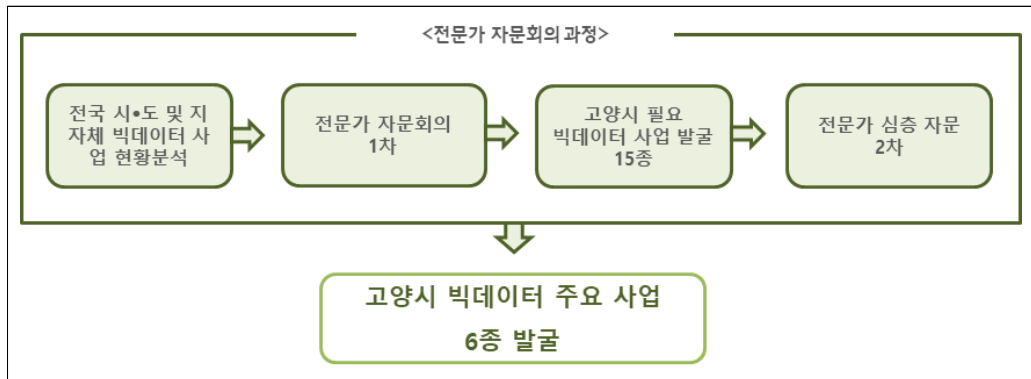 <전문가 자문회의 과정>
전국 시•도 및 지
자체 빅데이터 사
업 현황분석
전문가 자문회의
1차
고양시 필요
빅데이터 사업 발굴
15종
전문가 심층 자문
2차
고양시 빅데이터 주요 사업
6종 발굴